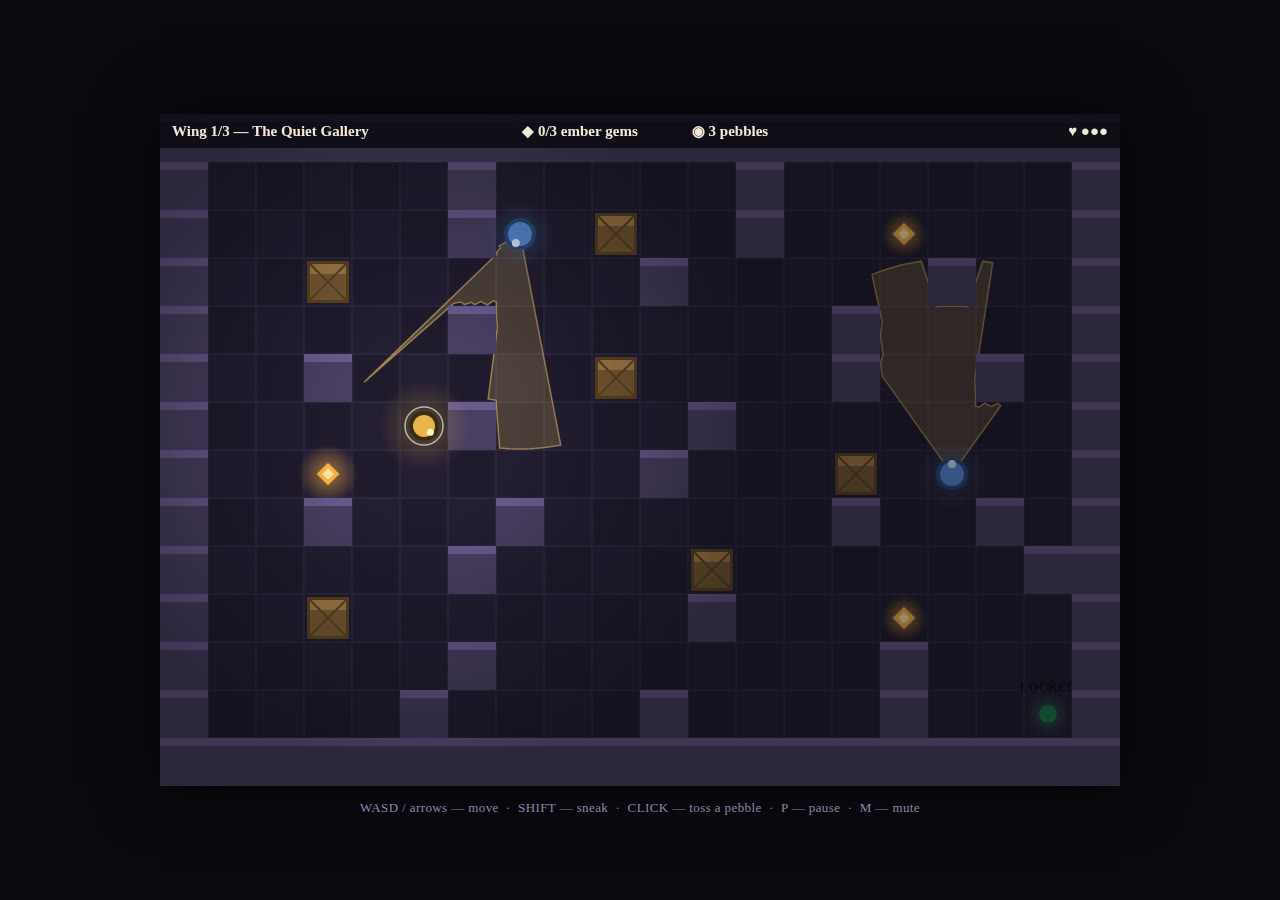 Wing 1/3 — The Quiet Gallery
◆ 0/3 ember gems
◉ 3 pebbles
♥ ●●●
LOCKED
WASD / arrows — move · SHIFT — sneak · CLICK — toss a pebble · P — pause · M — mute